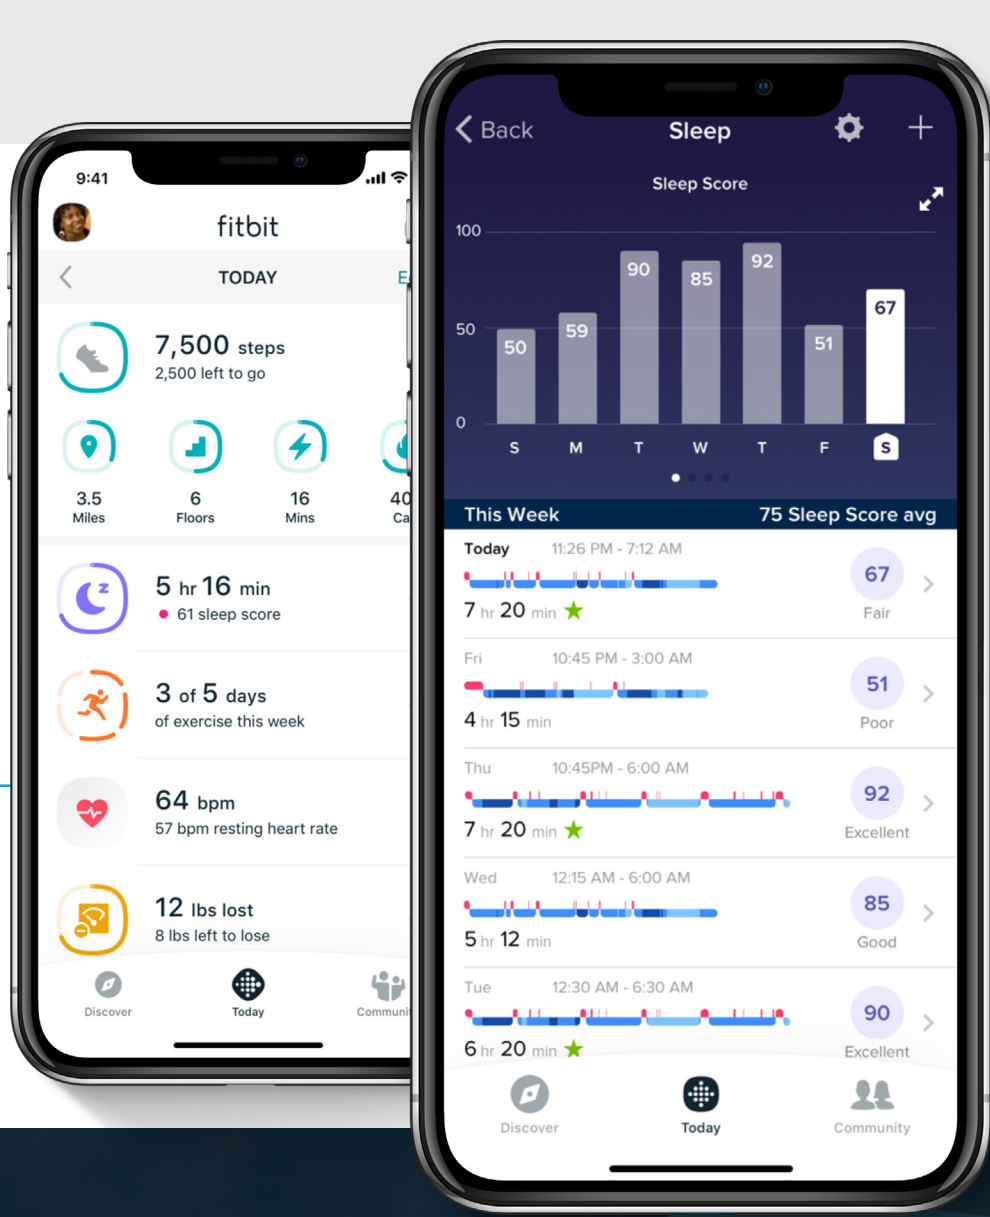 9:41
fitbit
TODAY
7,500 steps
2,500 left to go
3.5
Miles
6
Floors
16
Mins
40
Ca
5 hr 16 min
61 sleep score
3 of 5 days
of exercise this week
64 bpm
57 bpm resting heart rate
12 lbs lost
8 lbs left to lose
Discover
Today
Communi
Back
Sleep
Sleep Score
100
50
0
50
59
90
85
92
51
67
S
M
T
W
T
F
S
This Week
75 Sleep Score avg
Today 11:26 PM - 7:12 AM
7 hr 20 min
67
Fair
Fri 10:45 PM - 3:00 AM
4 hr 15 min
51
Poor
Thu 10:45PM - 6:00 AM
7 hr 20 min
92
Excellent
Wed 12:15 AM - 6:00 AM
5 hr 12 min
85
Good
Tue 12:30 AM - 6:30 AM
6 hr 20 min
90
Excellent
Discover
Today
Community